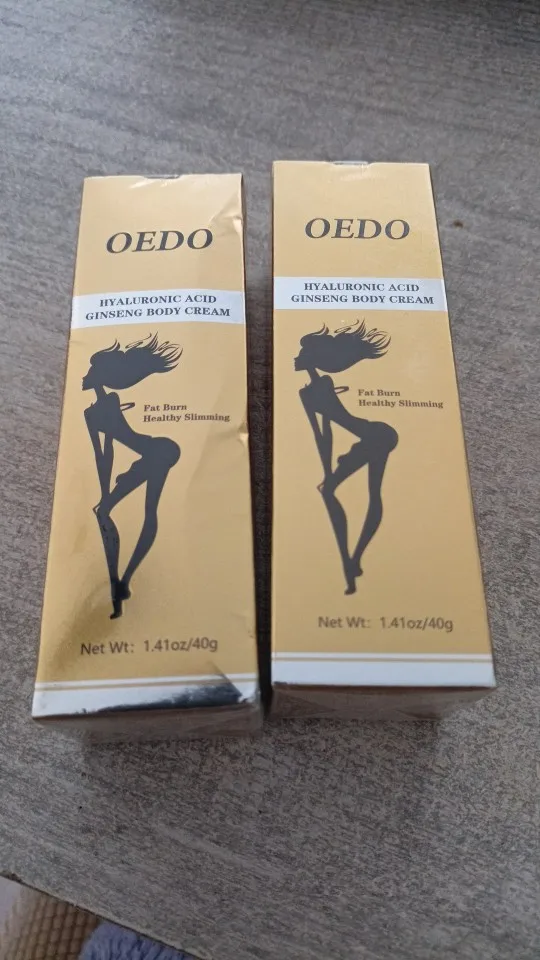 OEDO
HYALURONIC ACID
GINSENG BODY CREAM
Fat Burn
Healthy Slimming
Net Wt: 1.41oz/40g
OEDO
HYALURONIC ACID
GINSENG BODY CREAM
Fat Burn
Healthy Slimming
Net Wt: 1.41oz/40g